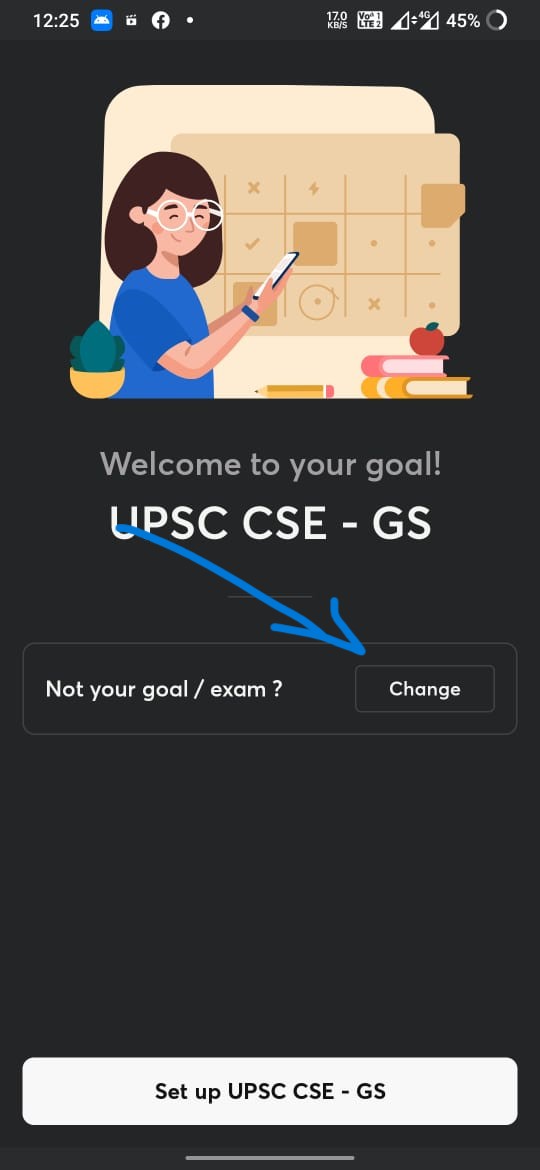 12:25
17.0
KB/S
Vo 1
LTE 2
4G
45%
Welcome to your goal!
UPSC CSE - GS
Not your goal / exam ?
Change
Set up UPSC CSE - GS